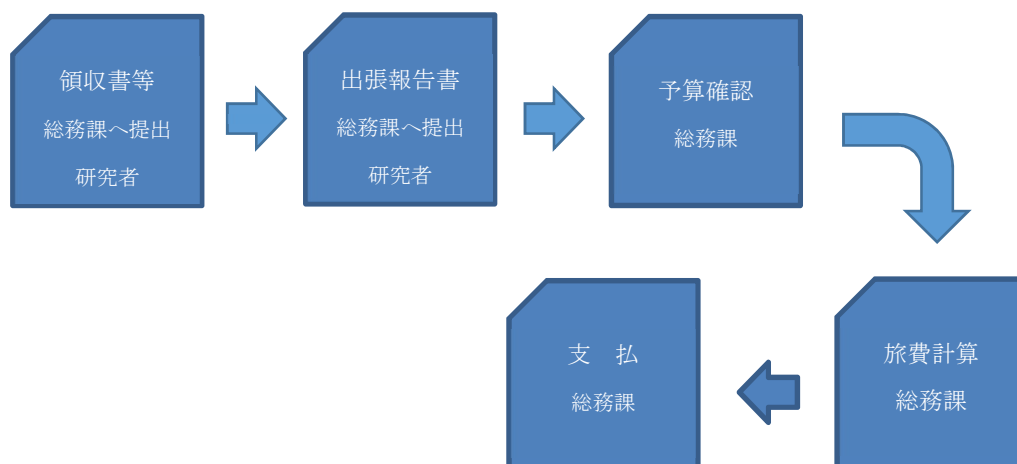 領収書等
総務課へ提出
研究者
出張報告書
総務課へ提出
研究者
予算確認
総務課
旅費計算
総務課
支　払
総務課